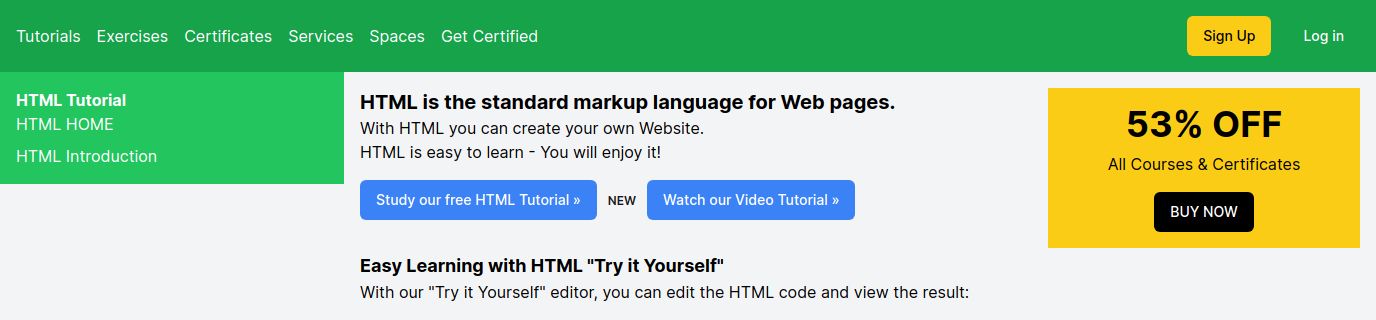 Tutorials Exercises Certificates Services Spaces Get Certified Sign Up Log in
HTML Tutorial
HTML HOME
HTML Introduction
HTML is the standard markup language for Web pages.
With HTML you can create your own Website.
HTML is easy to learn - You will enjoy it!
Study our free HTML Tutorial » NEW Watch our Video Tutorial »
Easy Learning with HTML "Try it Yourself"
With our "Try it Yourself" editor, you can edit the HTML code and view the result:
53% OFF
All Courses & Certificates
BUY NOW